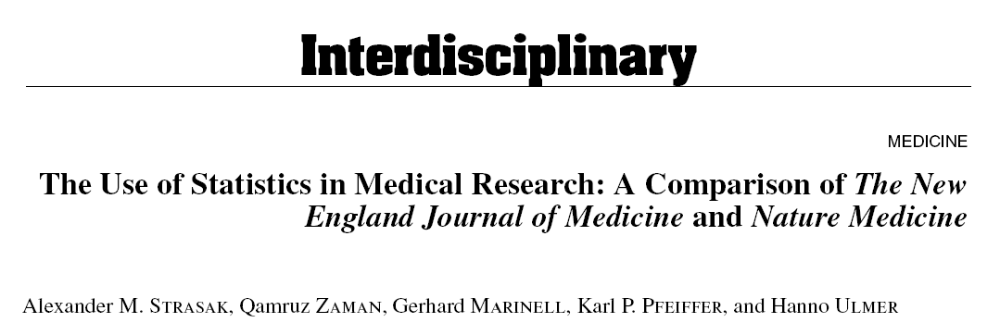 Interdisciplinary
MEDICINE
The Use of Statistics in Medical Research: A Comparison of The New
England Journal of Medicine and Nature Medicine
Alexander M. STRASAK, Qamruz ZAMAN, Gerhard MARINELL, Karl P. PFEIFFER, and Hanno ULMER